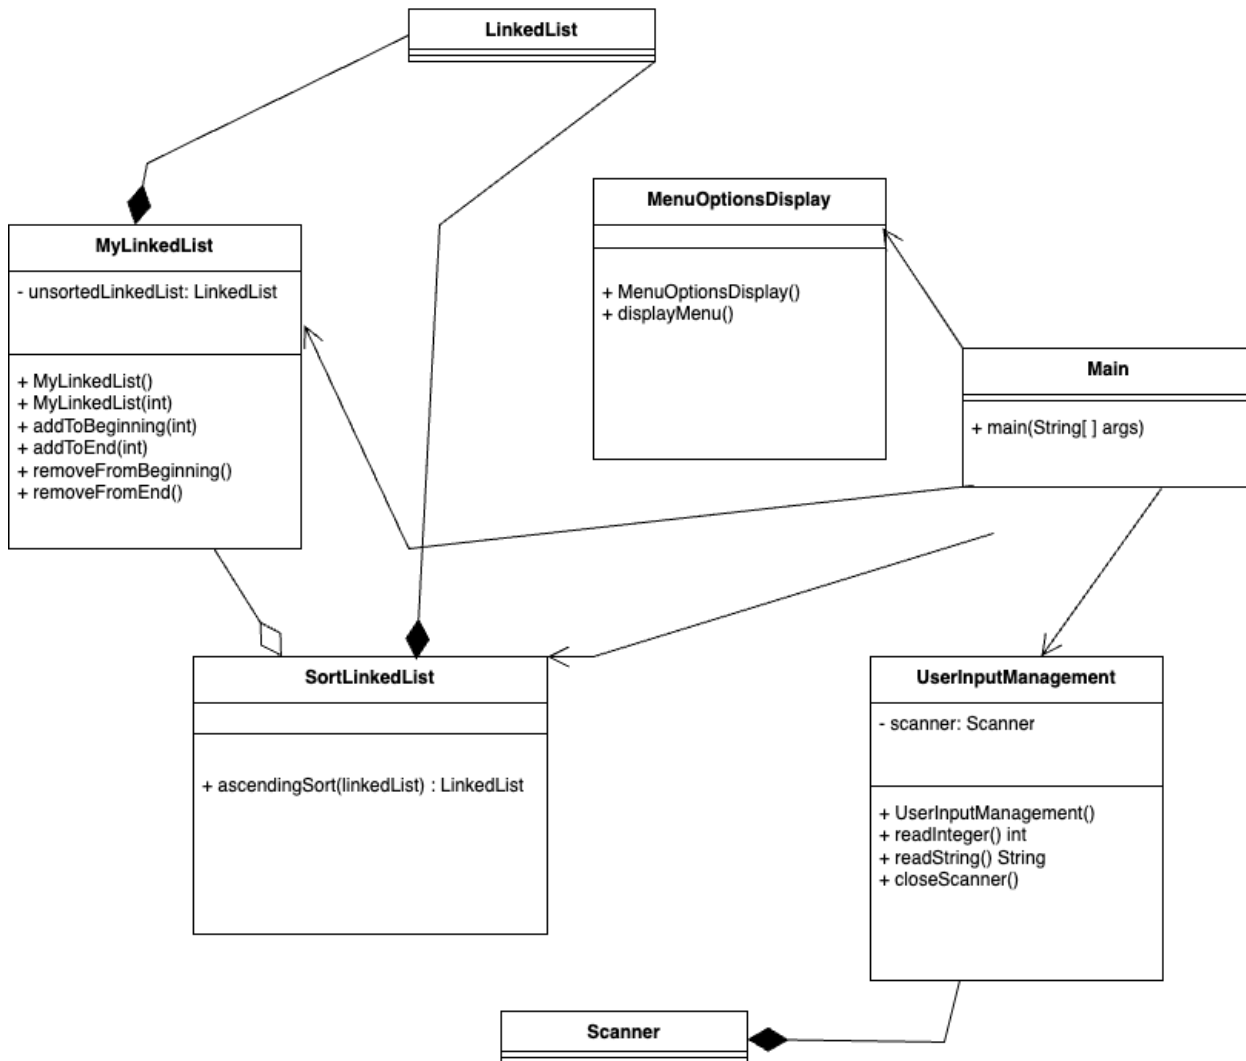 LinkedList
MenuOptionsDisplay
+ MenuOptionsDisplay()
+ displayMenu()
MyLinkedList
- unsortedLinkedList: LinkedList
+ MyLinkedList()
+ MyLinkedList(int)
+ addToBeginning(int)
+ addToEnd(int)
+ removeFromBeginning()
+ removeFromEnd()
Main
+ main(String[ ] args)
SortLinkedList
+ ascendingSort(linkedList) : LinkedList
UserInputManagement
- scanner: Scanner
+ UserInputManagement()
+ readInteger() int
+ readString() String
+ closeScanner()
Scanner